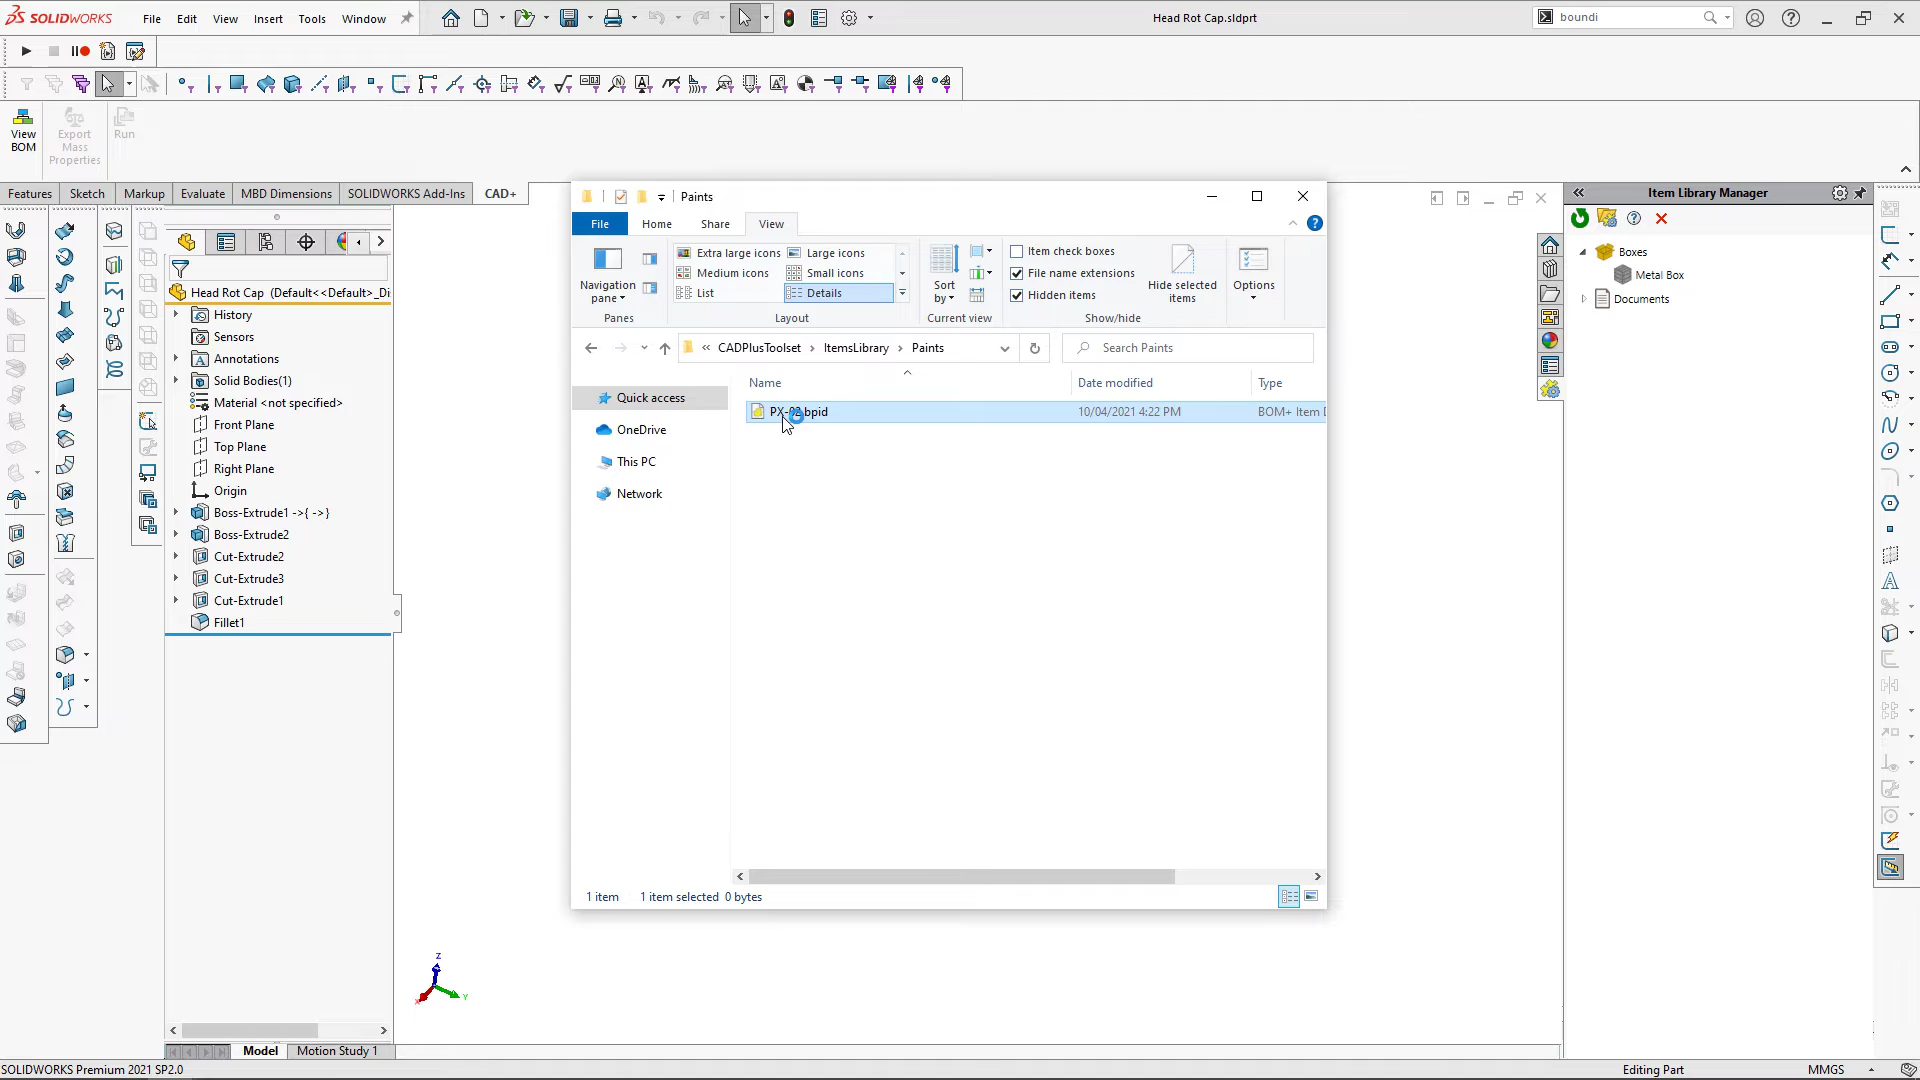 SOLIDWORKS File Edit View Insert Tools Window Head Rot Cap.sldprt boundi
View BOM Export Mass Properties Run
Features Sketch Markup Evaluate MBD Dimensions SOLIDWORKS Add-Ins CAD+
Head Rot Cap (Default<<Default>_Di
History
Sensors
Annotations
Solid Bodies(1)
Material <not specified>
Front Plane
Top Plane
Right Plane
Origin
Boss-Extrude1 ->{ ->}
Boss-Extrude2
Cut-Extrude2
Cut-Extrude3
Cut-Extrude1
Fillet1
Paints
File Home Share View
Navigation pane
Panes
Extra large icons Large icons
Medium icons Small icons
List Details
Layout
Sort by
Current view
Item check boxes
File name extensions
Hidden items
Hide selected items
Show/hide
Options
« CADPlusToolset › ItemsLibrary › Paints
Search Paints
Quick access
OneDrive
This PC
Network
Name Date modified Type
PX-02.bpid 10/04/2021 4:22 PM BOM+ Item D
1 item 1 item selected 0 bytes
Item Library Manager
Boxes
Metal Box
Documents
Z
Y
X
Model Motion Study 1
SOLIDWORKS Premium 2021 SP2.0 Editing Part MMGS